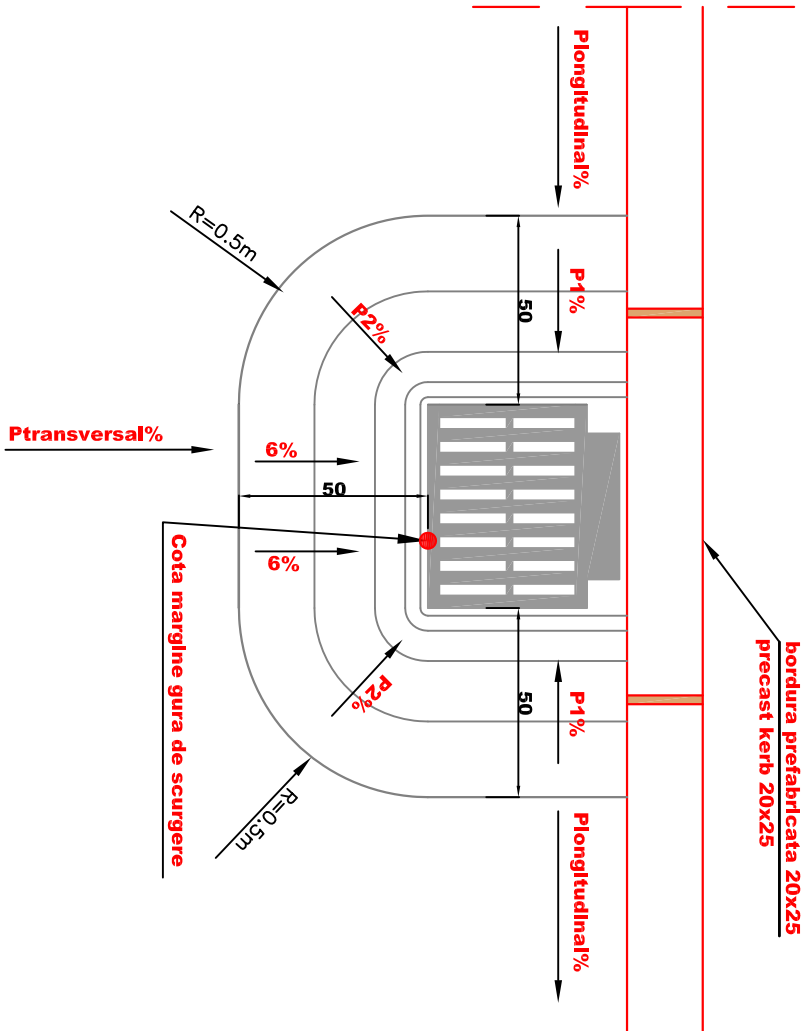 Plongitudinal%
R=0.5m
P1%
50
P2%
Ptransversal%
6%
50
6%
Cota margine gura de scurgere
P2%
50
P1%
R=0.5m
Plongitudinal%
bordura prefabricata 20x25
precast kerb 20x25